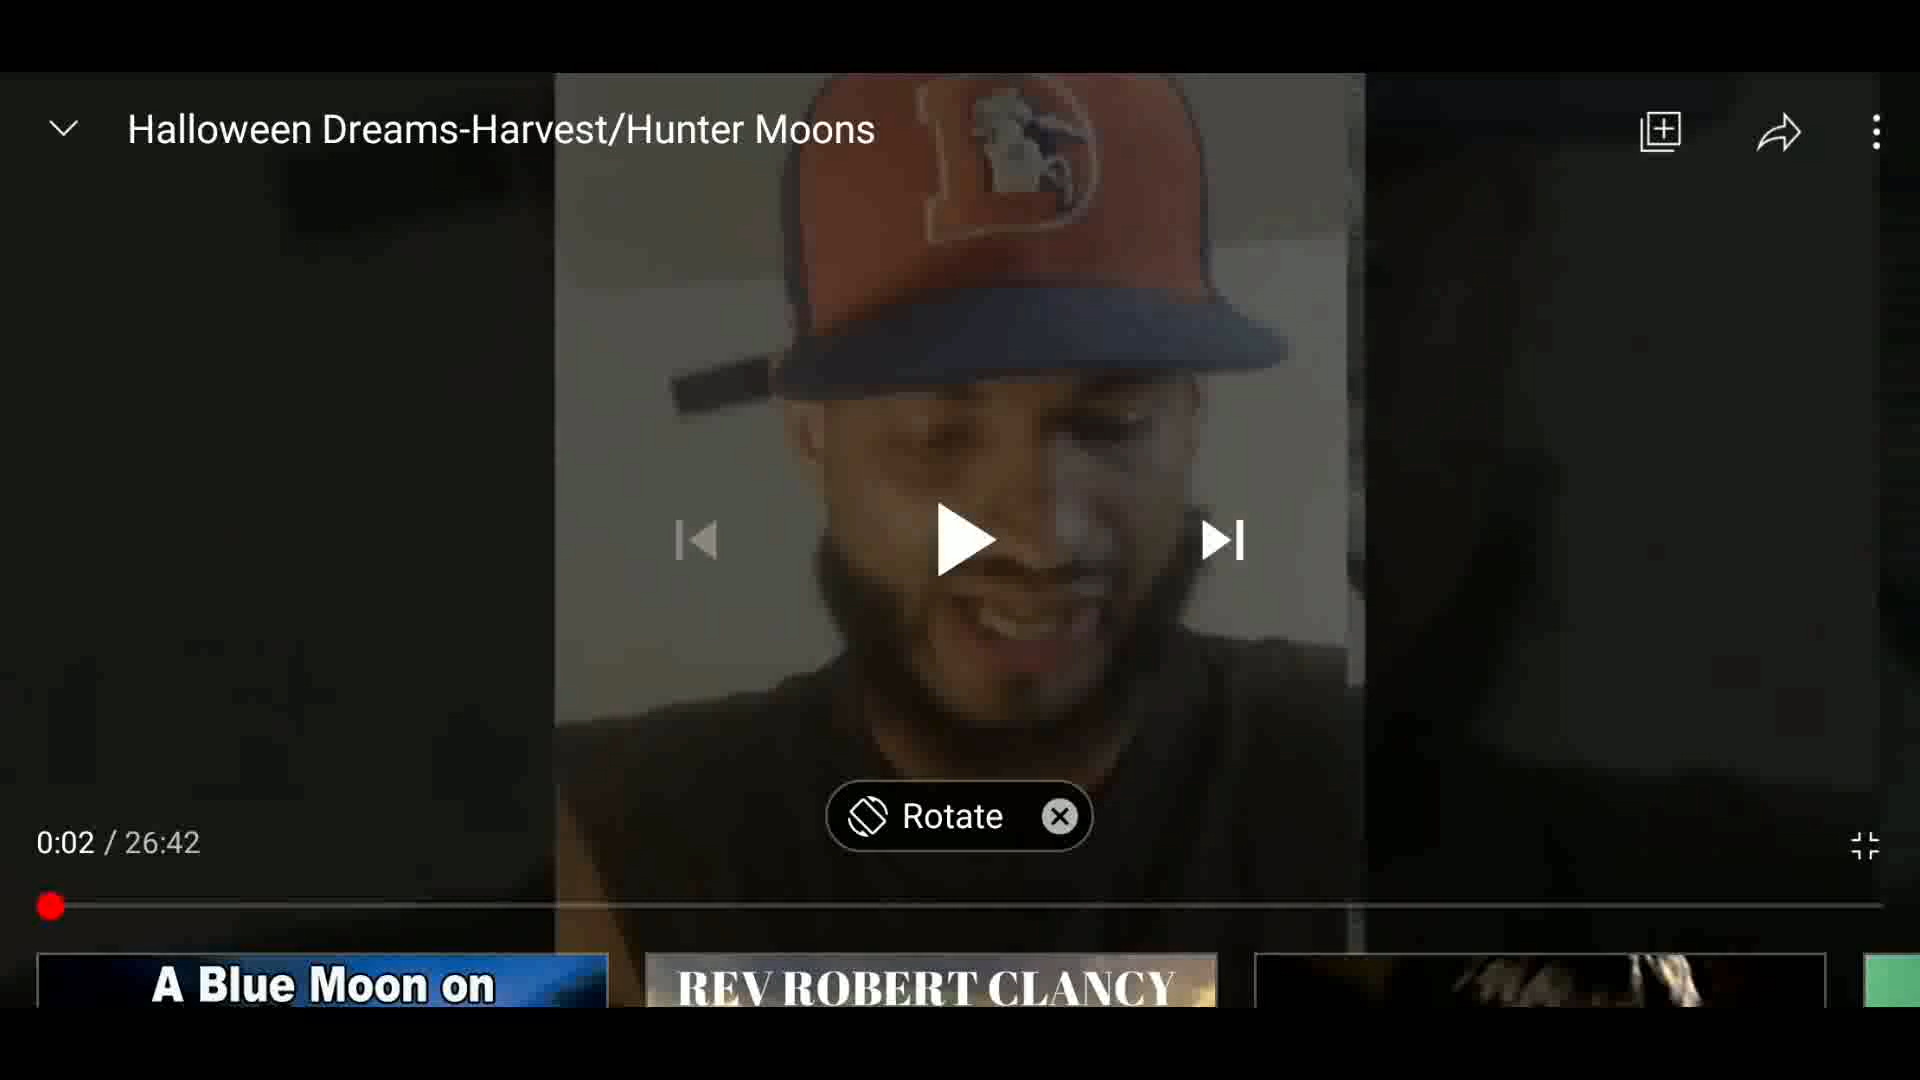 Halloween Dreams-Harvest/Hunter Moons
D
Rotate
0:02 / 26:42
A Blue Moon on
REV ROBERT CLANCY